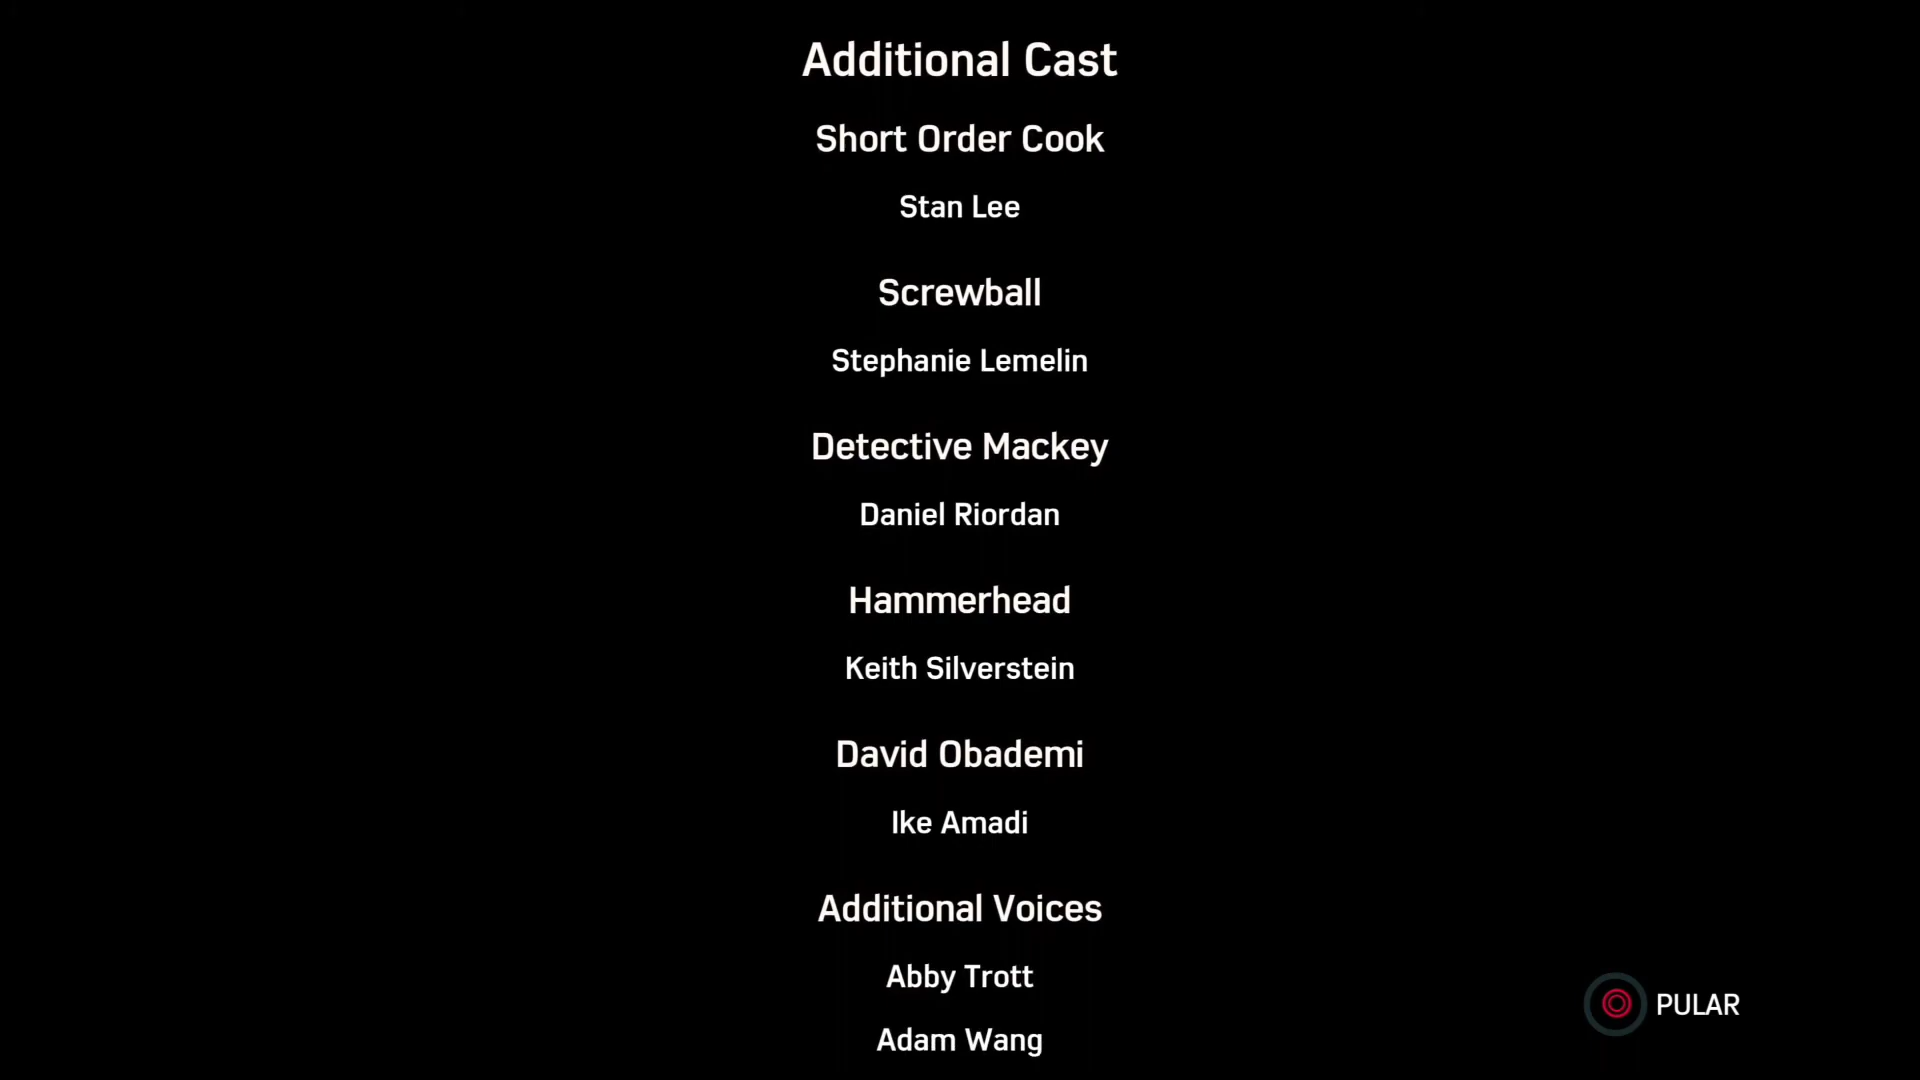 Additional Cast
Short Order Cook
Stan Lee
Screwball
Stephanie Lemelin
Detective Mackey
Daniel Riordan
Hammerhead
Keith Silverstein
David Obademi
Ike Amadi
Additional Voices
Abby Trott
Adam Wang
PULAR